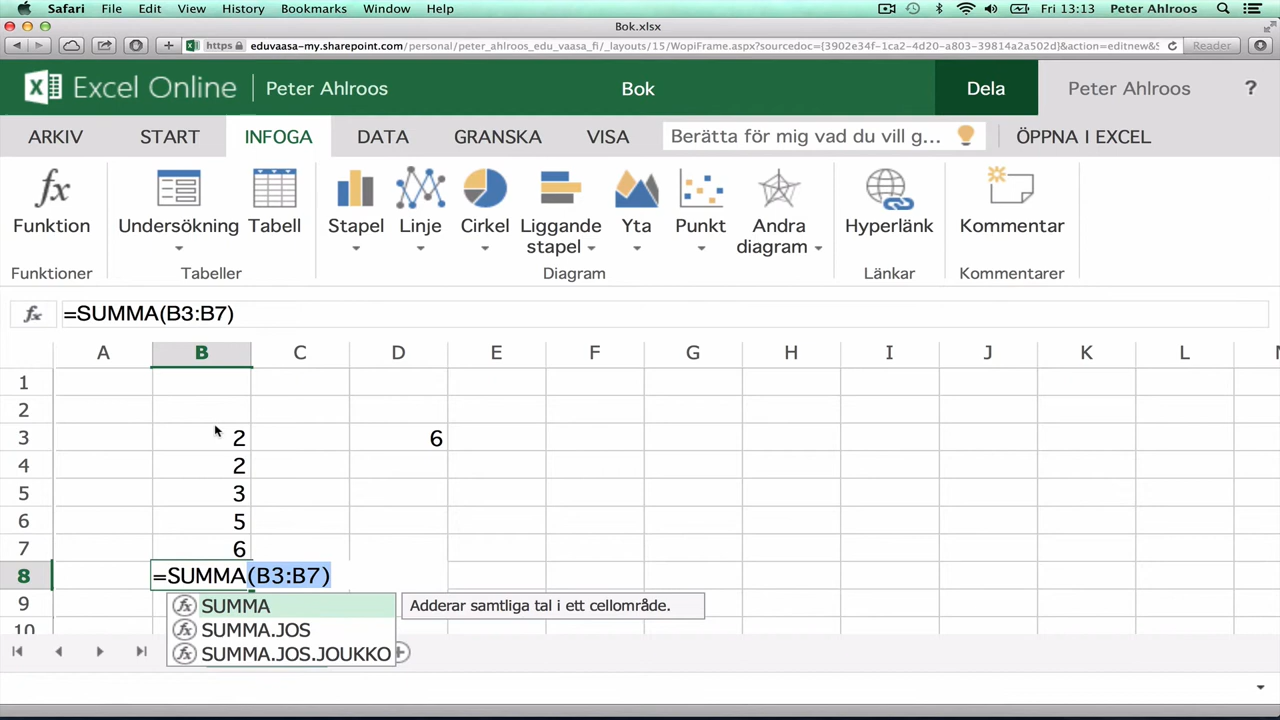 Safari File Edit View History Bookmarks Window Help Fri 13:13 Peter Ahlroos
Bok.xlsx
https eduvaasa-my.sharepoint.com/personal/peter_ahlroos_edu_vaasa_fi/_layouts/15/WopiFrame.aspx?sourcedoc={3902e34f-1ca2-4d20-a803-39814a2a502d}&action=editnew&S Reader
Excel Online Peter Ahlroos Bok Dela Peter Ahlroos ?
ARKIV START INFOGA DATA GRANSKA VISA Berätta för mig vad du vill g... ÖPPNA I EXCEL
fx
Funktion Undersökning Tabell Stapel Linje Cirkel Liggande stapel Yta Punkt Andra diagram Hyperlänk Kommentar
Funktioner Tabeller Diagram Länkar Kommentarer
fx =SUMMA(B3:B7)
A B C D E F G H I J K L
1
2
3 2 6
4 2
5 3
6 5
7 6
8 =SUMMA(B3:B7)
9 fx SUMMA Adderar samtliga tal i ett cellområde.
10 fx SUMMA.JOS
fx SUMMA.JOS.JOUKKO